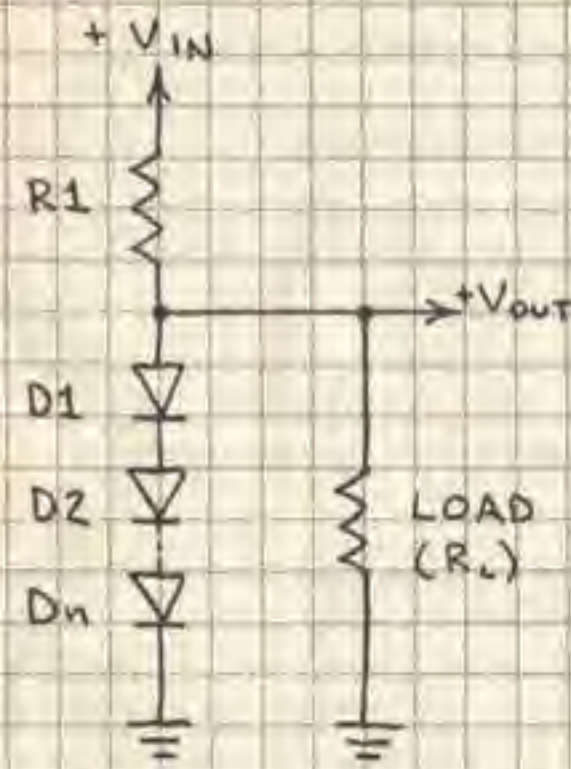 + VIN
R1
+VOUT
D1
D2
LOAD
(RL)
Dn